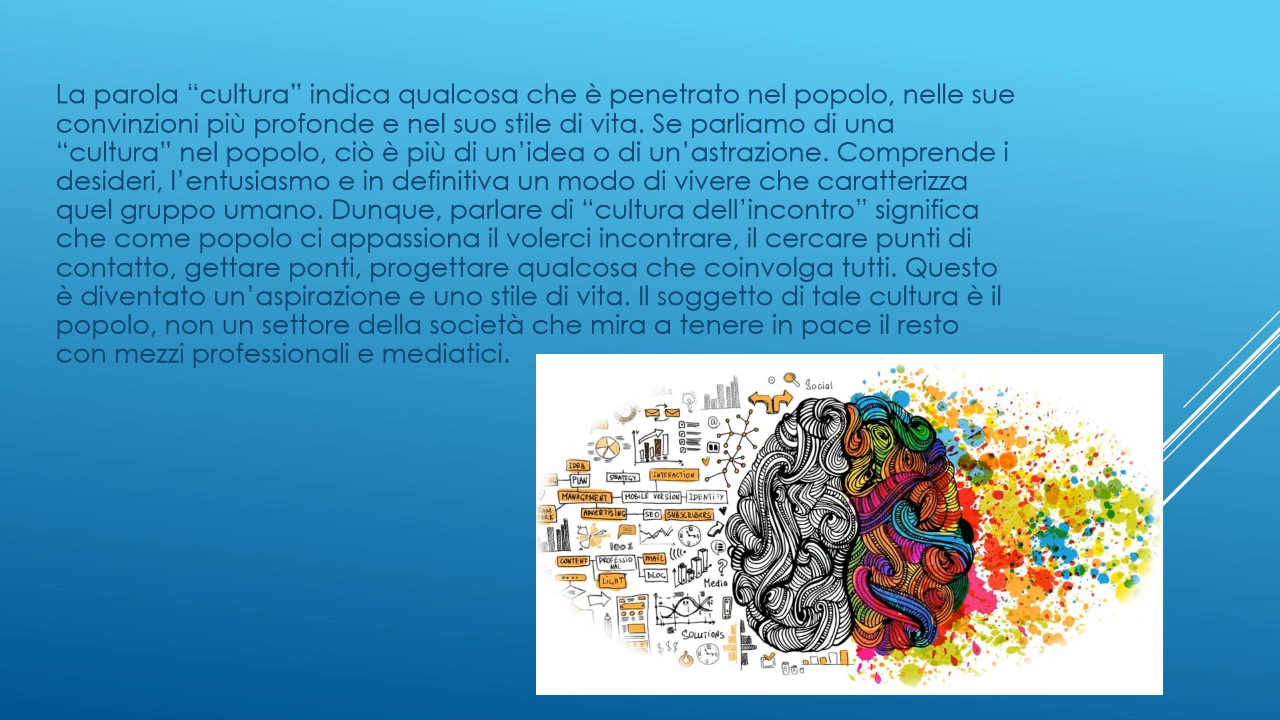 La parola “cultura” indica qualcosa che è penetrato nel popolo, nelle sue
convinzioni più profonde e nel suo stile di vita. Se parliamo di una
“cultura” nel popolo, ciò è più di un’idea o di un’astrazione. Comprende i
desideri, l’entusiasmo e in definitiva un modo di vivere che caratterizza
quel gruppo umano. Dunque, parlare di “cultura dell’incontro” significa
che come popolo ci appassiona il volerci incontrare, il cercare punti di
contatto, gettare ponti, progettare qualcosa che coinvolga tutti. Questo
è diventato un’aspirazione e uno stile di vita. Il soggetto di tale cultura è il
popolo, non un settore della società che mira a tenere in pace il resto
con mezzi professionali e mediatici.
Social
@
IDEA
PLAN
STRATEGY
INTERACTION
MANAGEMENT
MOBILE VERSION
IDENTITY
ADVERTISING
SEO
SUBSCRIBERS
100%
CONTENT
PROFESSIO
NAL
MAIL
BLOG
LIGHT
?
Media
SOLUTIONS
$$$